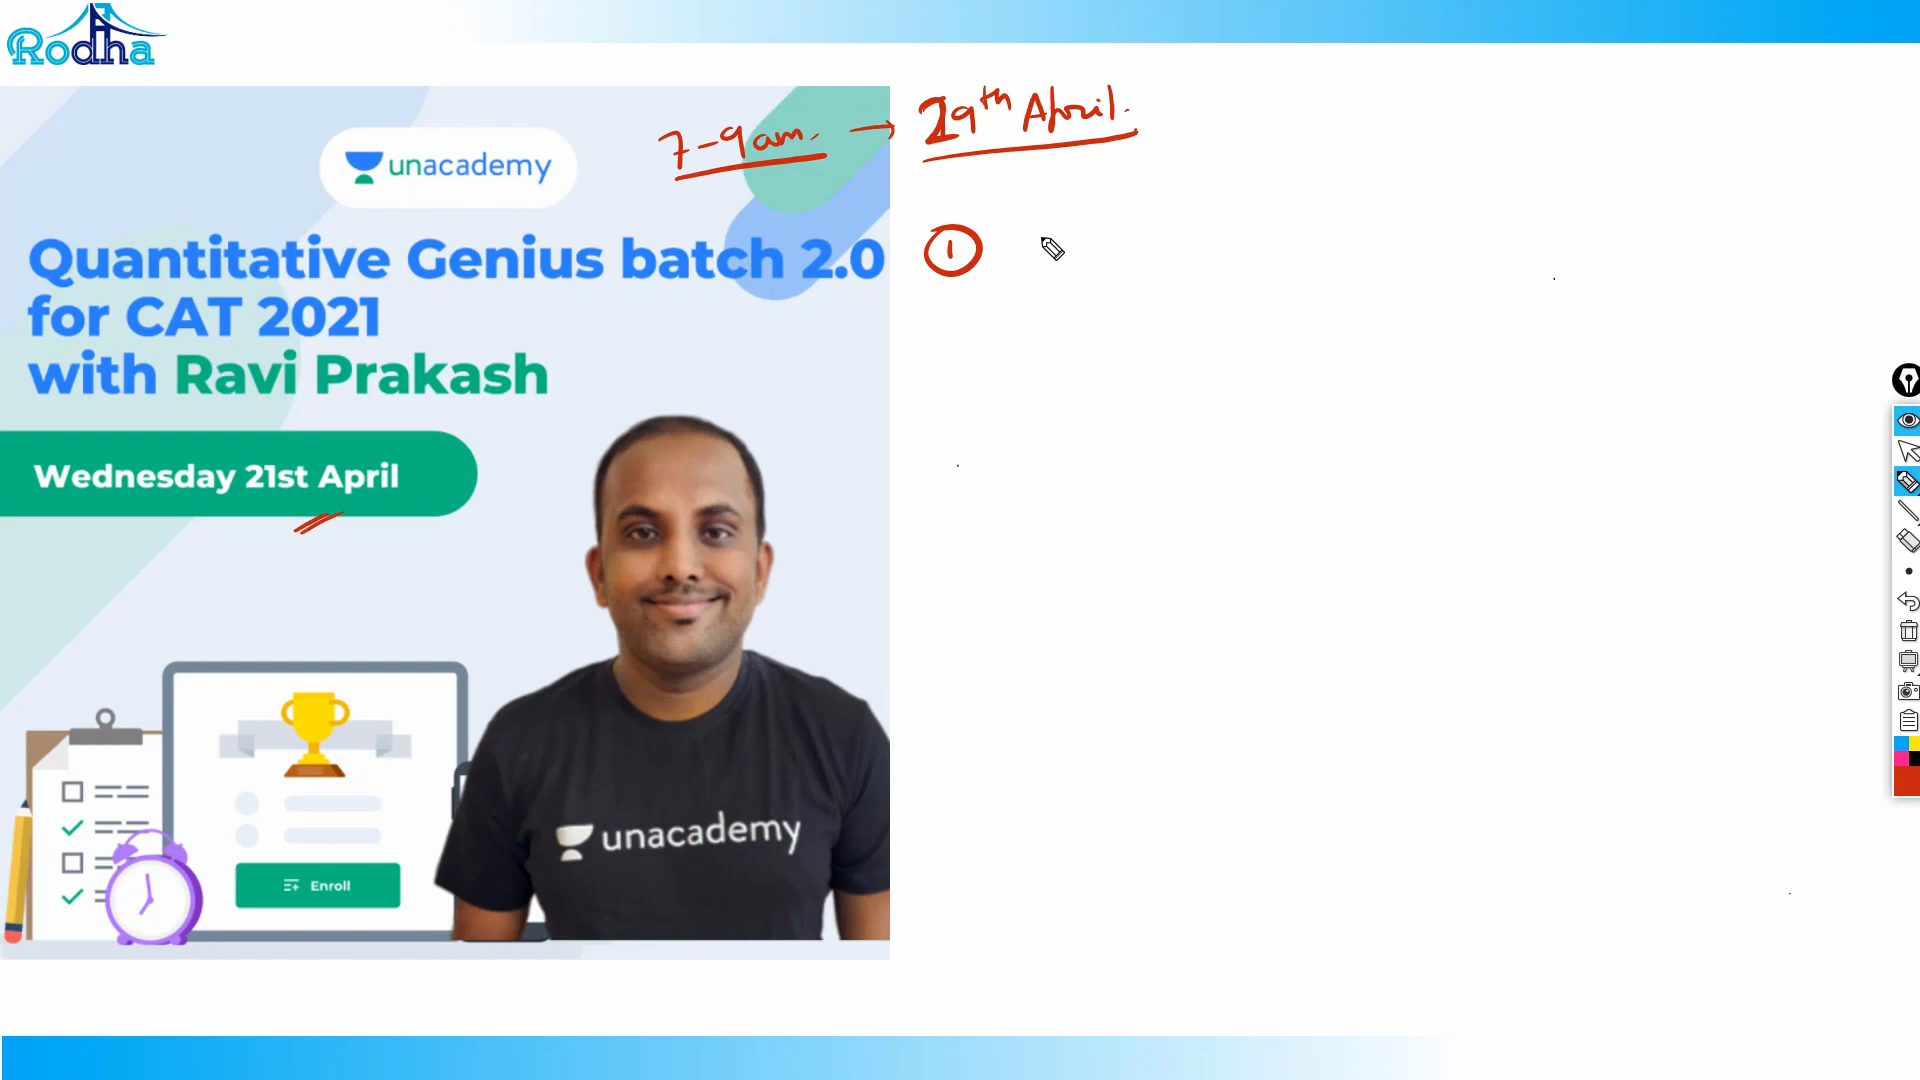 Rodha
7-9 am. → 29th April.
unacademy
1
Quantitative Genius batch 2.0
for CAT 2021
with Ravi Prakash
Wednesday 21st April
unacademy
Enroll